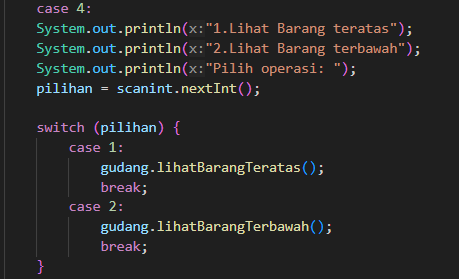 case 4:
System.out.println(x:"1.Lihat Barang teratas");
System.out.println(x:"2.Lihat Barang terbawah");
System.out.println(x:"Pilih operasi: ");
pilihan = scanint.nextInt();
switch (pilihan) {
case 1:
gudang.lihatBarangTeratas();
break;
case 2:
gudang.lihatBarangTerbawah();
break;
}